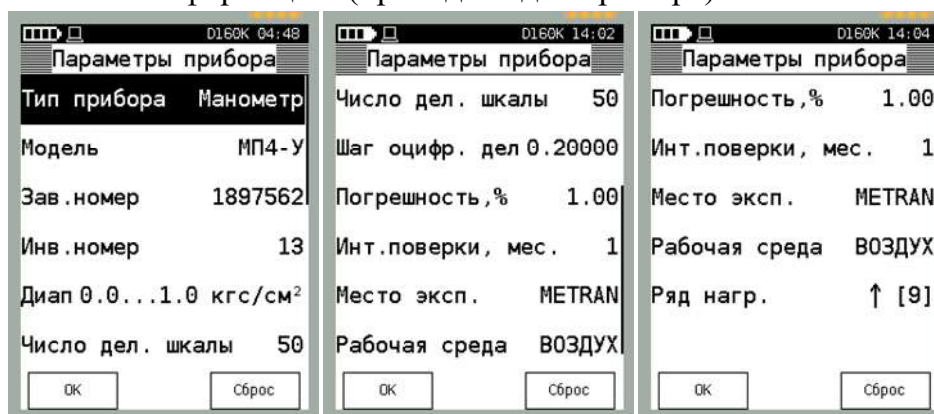 D160K 04:48
Параметры прибора
Тип прибора Манометр
Модель МП4-У
Зав.номер 1897562
Инв.номер 13
Диап 0.0...1.0 кгс/см²
Число дел. шкалы 50
ОК Сброс
D160K 14:02
Параметры прибора
Число дел. шкалы 50
Шаг оцифр. дел 0.20000
Погрешность,% 1.00
Инт.поверки, мес. 1
Место эксп. METRAN
Рабочая среда ВОЗДУХ
ОК Сброс
D160K 14:04
Параметры прибора
Погрешность,% 1.00
Инт.поверки, мес. 1
Место эксп. METRAN
Рабочая среда ВОЗДУХ
Ряд нагр. ↑ [9]
ОК Сброс